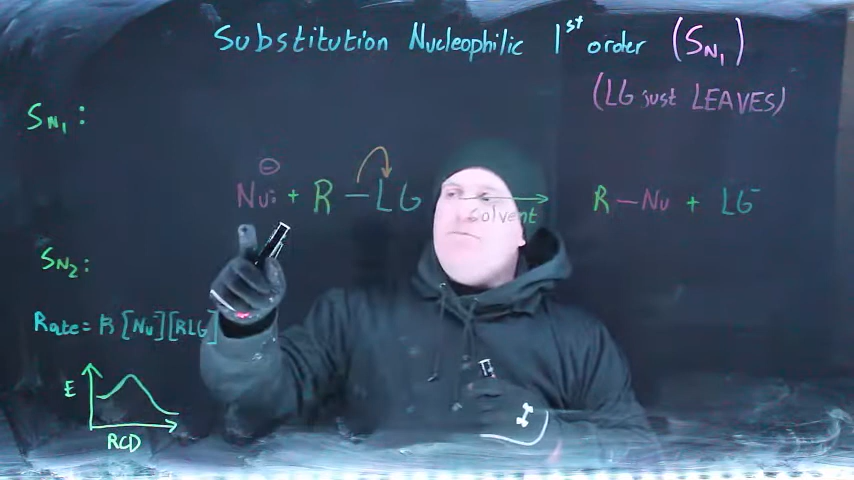 Substitution Nucleophilic 1st order (SN1)
(LG just LEAVES)
SN1:
Nu:⊖ + R—LG solvent → R—Nu + LG⁻
SN2:
Rate = k [Nu⁻][RLG]
E
RCD